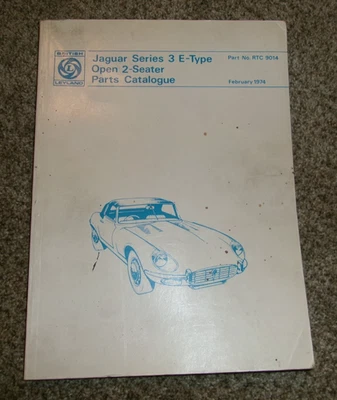 BRITISH
L
LEYLAND
Jaguar Series 3 E-Type
Open 2-Seater
Parts Catalogue
Part No. RTC 9014
February 1974